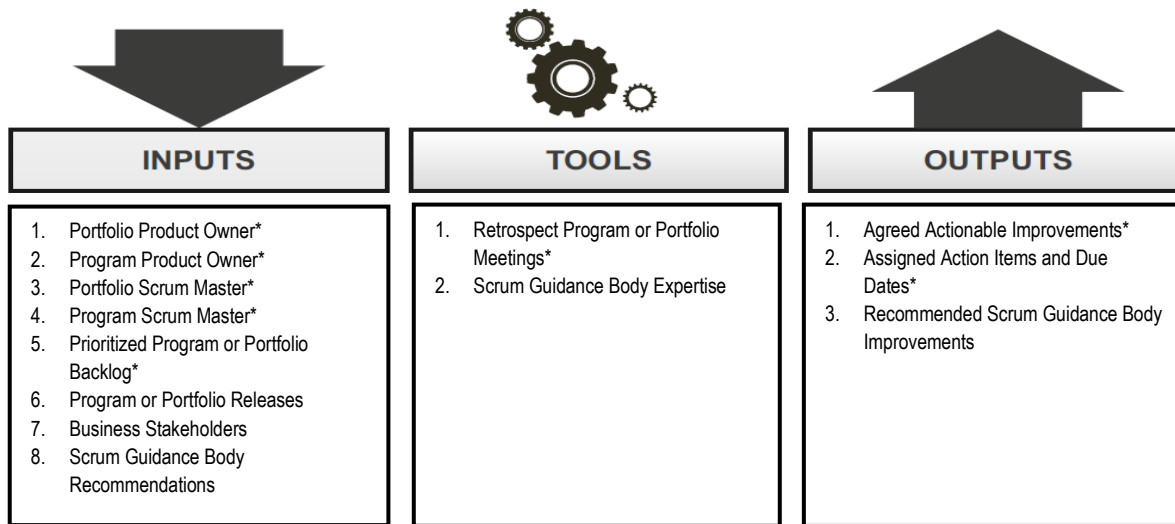 INPUTS
1. Portfolio Product Owner*
2. Program Product Owner*
3. Portfolio Scrum Master*
4. Program Scrum Master*
5. Prioritized Program or Portfolio
Backlog*
6. Program or Portfolio Releases
7. Business Stakeholders
8. Scrum Guidance Body
Recommendations
TOOLS
1. Retrospect Program or Portfolio
Meetings*
2. Scrum Guidance Body Expertise
OUTPUTS
1. Agreed Actionable Improvements*
2. Assigned Action Items and Due
Dates*
3. Recommended Scrum Guidance Body
Improvements